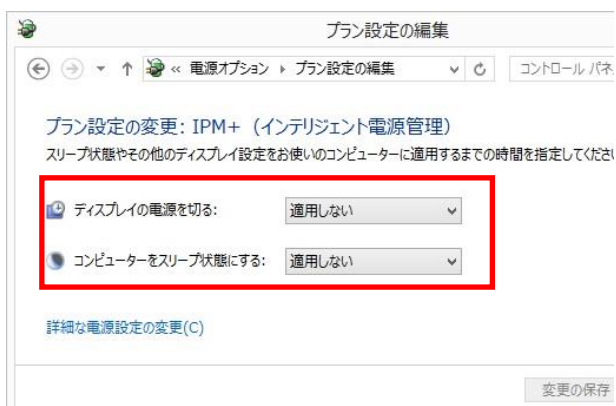 プラン設定の編集
« 電源オプション ▸ プラン設定の編集
コントロール パネ
プラン設定の変更: IPM+ (インテリジェント電源管理)
スリープ状態やその他のディスプレイ設定をお使いのコンピューターに適用するまでの時間を指定してくださ
ディスプレイの電源を切る: 適用しない
コンピューターをスリープ状態にする: 適用しない
詳細な電源設定の変更(C)
変更の保存